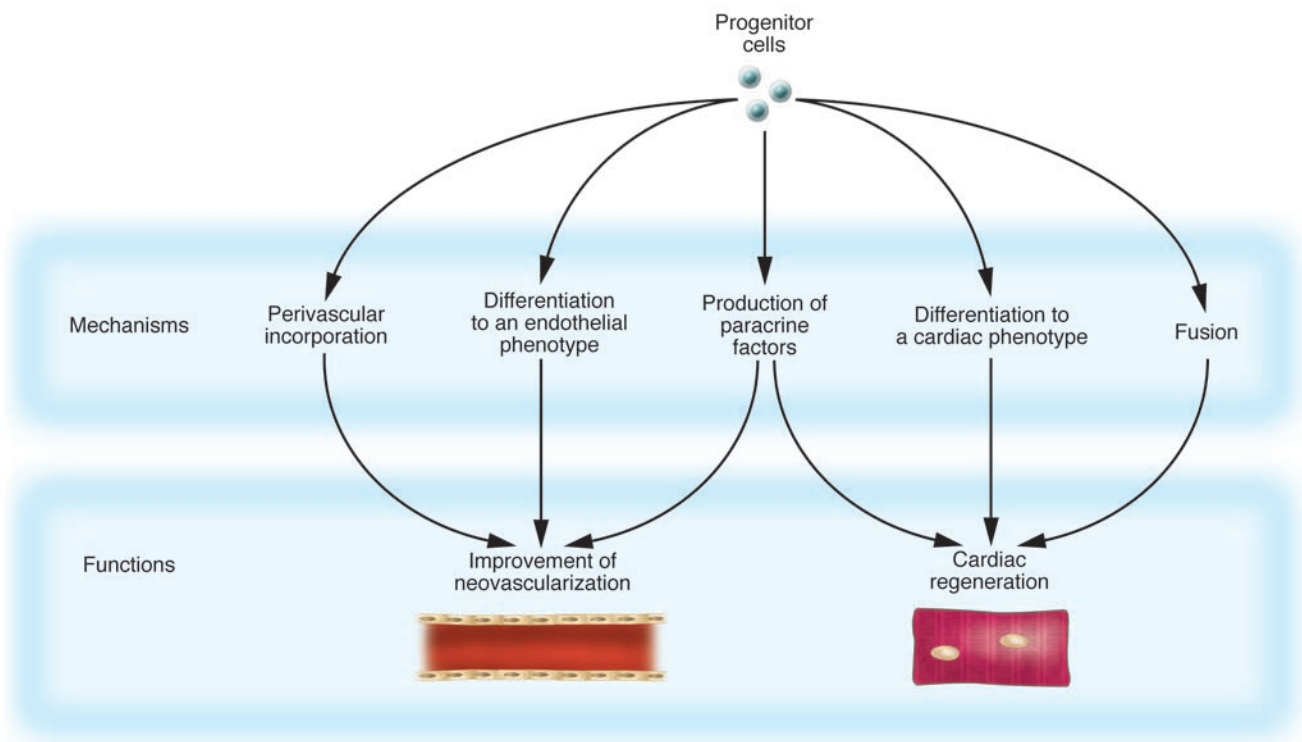 Progenitor
cells
Mechanisms
Perivascular
incorporation
Differentiation
to an endothelial
phenotype
Production of
paracrine
factors
Differentiation to
a cardiac phenotype
Fusion
Functions
Improvement of
neovascularization
Cardiac
regeneration